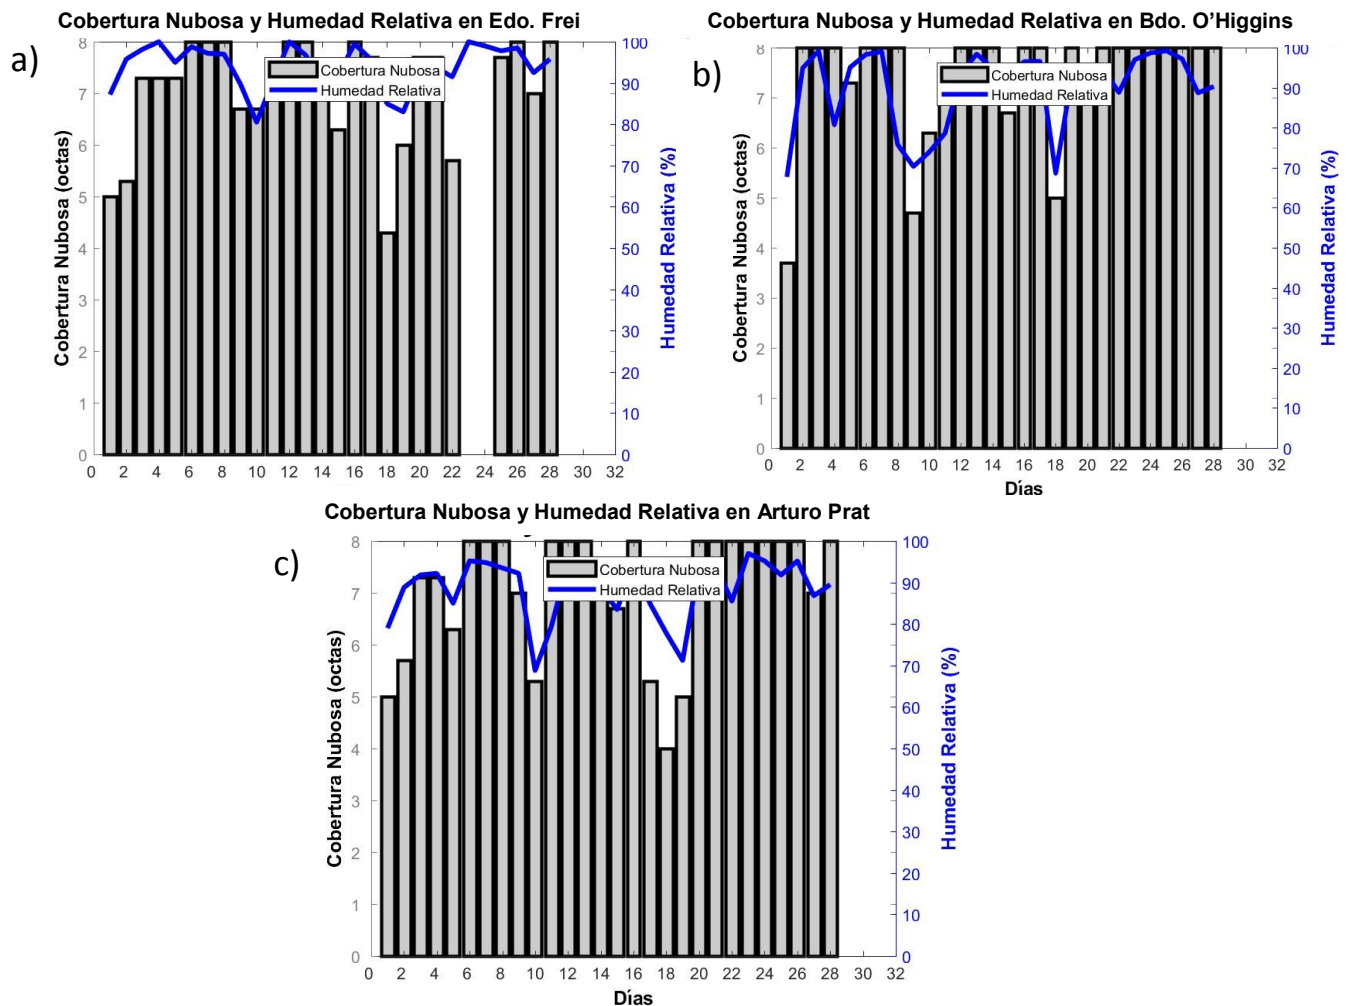 a)
Cobertura Nubosa y Humedad Relativa en Edo. Frei
Cobertura Nubosa (octas)
8
7
6
5
4
3
2
1
0
Cobertura Nubosa
Humedad Relativa
100
90
80
70
60
50
40
30
20
10
0
Humedad Relativa (%)
0 2 4 6 8 10 12 14 16 18 20 22 24 26 28 30 32
b)
Cobertura Nubosa y Humedad Relativa en Bdo. O’Higgins
Cobertura Nubosa (octas)
8
7
6
5
4
3
2
1
0
Cobertura Nubosa
Humedad Relativa
100
90
80
70
60
50
40
30
20
10
0
Humedad Relativa (%)
0 2 4 6 8 10 12 14 16 18 20 22 24 26 28 30 32
Días
c)
Cobertura Nubosa y Humedad Relativa en Arturo Prat
Cobertura Nubosa (octas)
8
7
6
5
4
3
2
1
0
Cobertura Nubosa
Humedad Relativa
100
90
80
70
60
50
40
30
20
10
0
Humedad Relativa (%)
0 2 4 6 8 10 12 14 16 18 20 22 24 26 28 30 32
Días